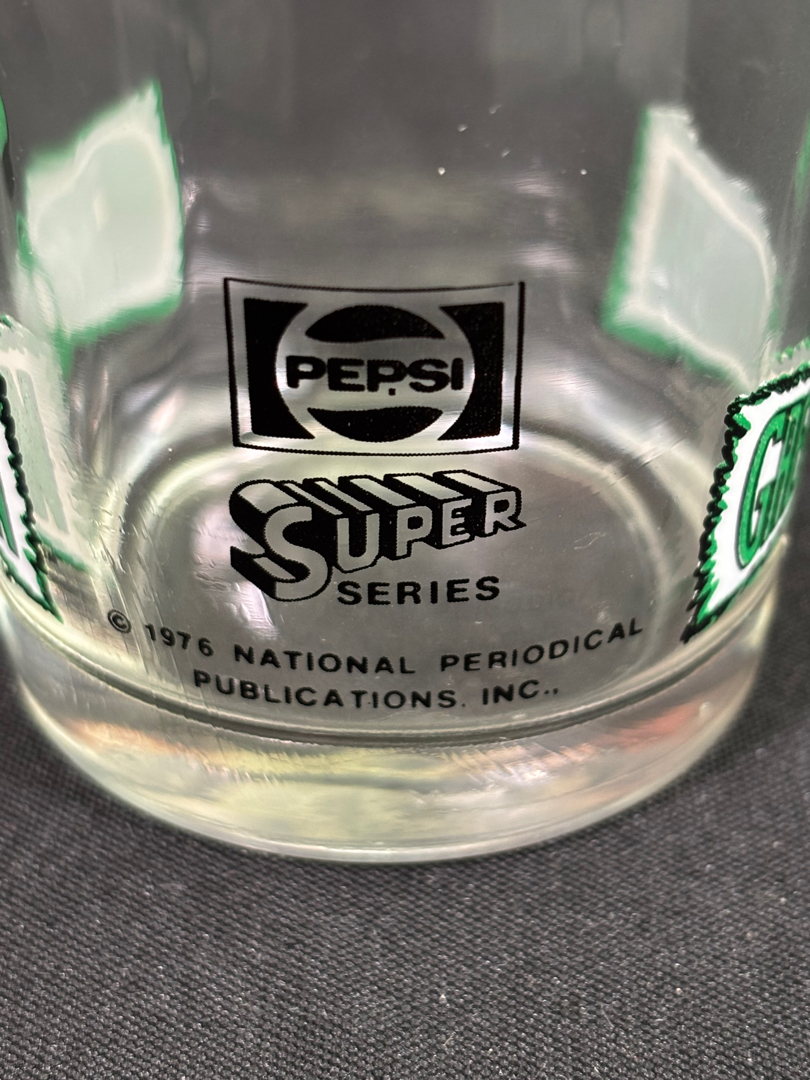 PEPSI
SUPER
SERIES
© 1976 NATIONAL PERIODICAL
PUBLICATIONS. INC..